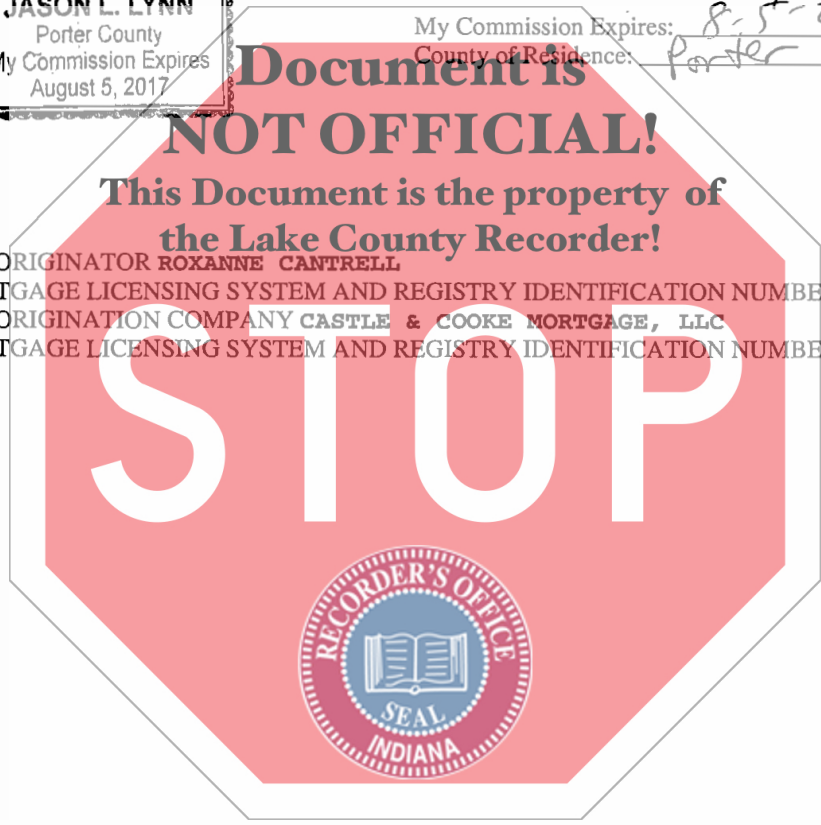 JASON L. LYNN
Porter County
My Commission Expires
August 5, 2017
My Commission Expires: 8-5-
County of Residence: Porter
Document is
NOT OFFICIAL!
This Document is the property of
the Lake County Recorder!
ORIGINATOR ROXANNE CANTRELL
TGAGE LICENSING SYSTEM AND REGISTRY IDENTIFICATION NUMBE
ORIGINATION COMPANY CASTLE & COOKE MORTGAGE, LLC
TGAGE LICENSING SYSTEM AND REGISTRY IDENTIFICATION NUMBE
STOP
RECORDER'S OFFICE
SEAL
INDIANA